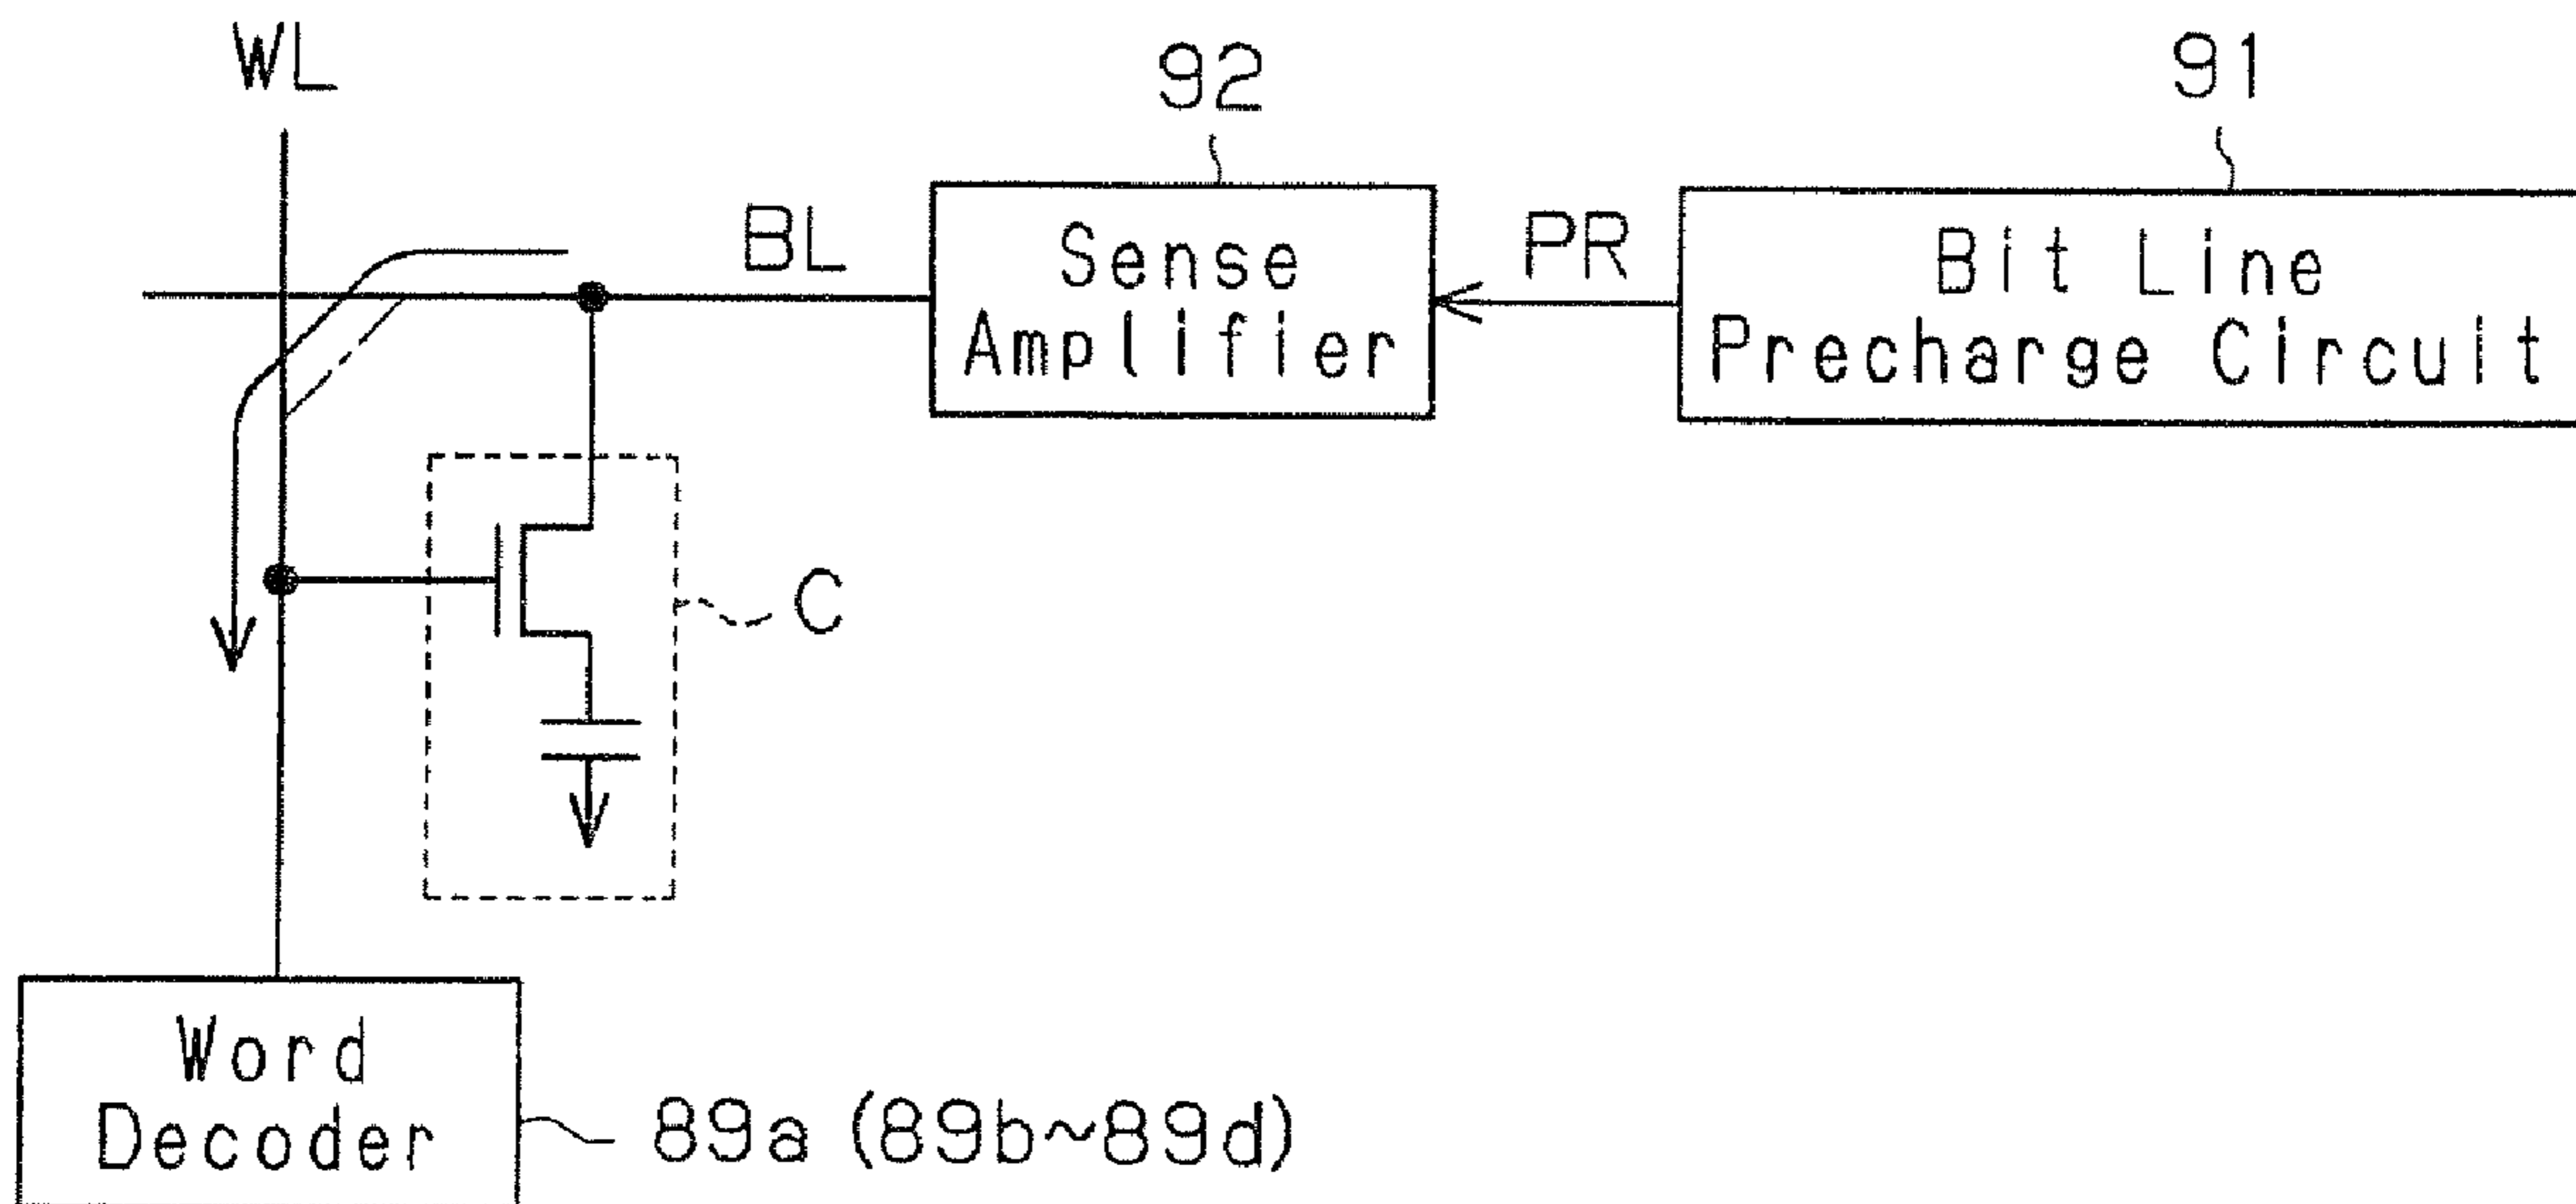 WL
92
91
BL
Sense
Amplifier
PR
Bit Line
Precharge Circuit
C
Word
Decoder
89a (89b~89d)